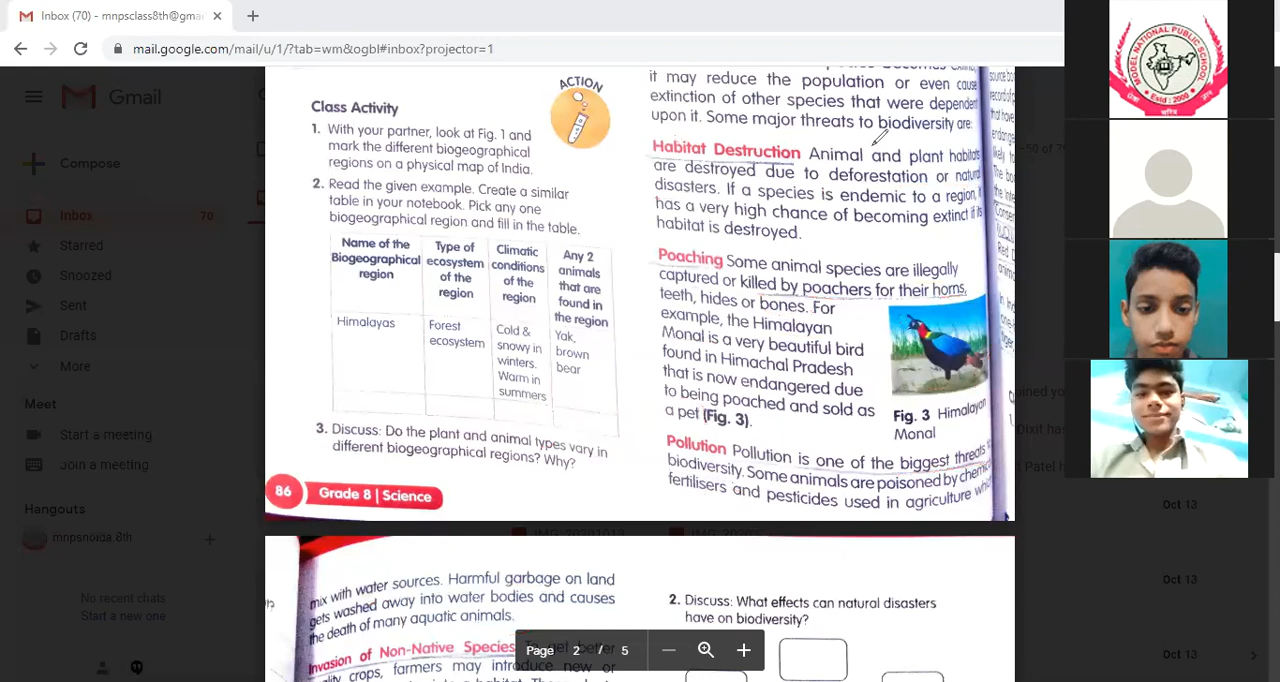 Inbox (70) - mnpsclass8th@gma
mail.google.com/mail/u/1/?tab=wm&ogbl#inbox?projector=1
Gmail
Compose
Inbox 70
Starred
Snoozed
Sent
Drafts
More
Meet
Start a meeting
Join a meeting
Hangouts
mnpsnoida.8th
No recent chats
Start a new one
ACTION
Class Activity
1. With your partner, look at Fig. 1 and
mark the different biogeographical
regions on a physical map of India.
2. Read the given example. Create a similar
table in your notebook. Pick any one
biogeographical region and fill in the table.
Name of the Biogeographical region
Type of ecosystem of the region
Climatic conditions of the region
Any 2 animals that are found in the region
Himalayas
Forest ecosystem
Cold & snowy in winters. Warm in summers
Yak, brown bear
3. Discuss: Do the plant and animal types vary in
different biogeographical regions? Why?
86 Grade 8 | Science
it may reduce the population or even cause
extinction of other species that were dependent
upon it. Some major threats to biodiversity are:
Habitat Destruction Animal and plant habitats
are destroyed due to deforestation or natural
disasters. If a species is endemic to a region, it
has a very high chance of becoming extinct if its
habitat is destroyed.
Poaching Some animal species are illegally
captured or killed by poachers for their horns,
teeth, hides or bones. For
example, the Himalayan
Monal is a very beautiful bird
found in Himachal Pradesh
that is now endangered due
to being poached and sold as
a pet (Fig. 3).
Fig. 3 Himalayan
Monal
Pollution Pollution is one of the biggest threats
biodiversity. Some animals are poisoned by chemical
fertilisers and pesticides used in agriculture which
mix with water sources. Harmful garbage on land
gets washed away into water bodies and causes
the death of many aquatic animals.
Invasion of Non-Native Species To get better
crops, farmers may introduce new or
2. Discuss: What effects can natural disasters
have on biodiversity?
Page 2 / 5
MODEL NATIONAL PUBLIC SCHOOL
Estd : 2009
Oct 13
Oct 13
Oct 13